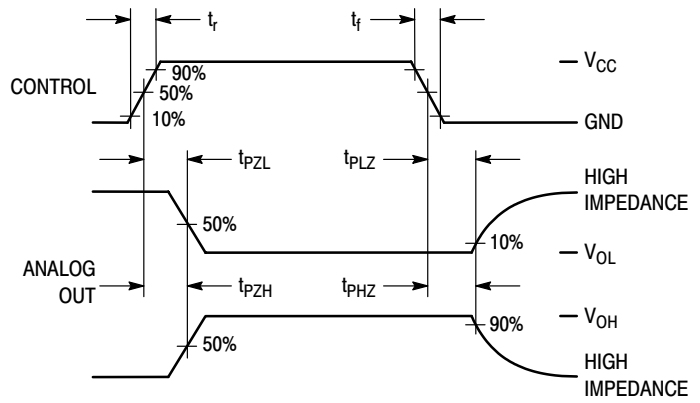 tr
tf
CONTROL
90%
50%
10%
VCC
GND
tPZL
tPLZ
HIGH
IMPEDANCE
50%
10%
ANALOG
OUT
VOL
tPZH
tPHZ
VOH
50%
90%
HIGH
IMPEDANCE